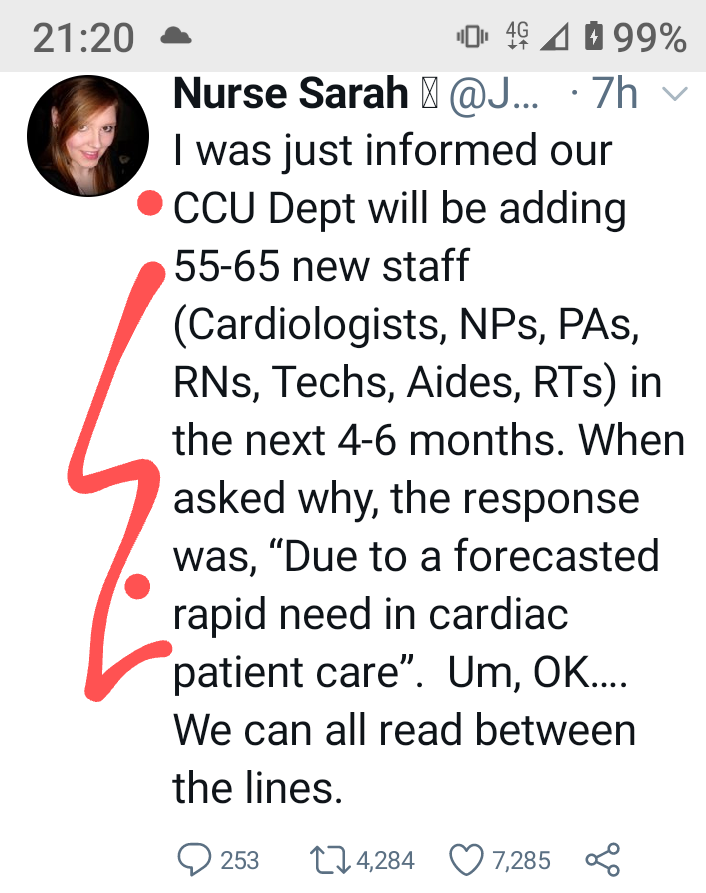 21:20 4G 99%
Nurse Sarah @J... · 7h
I was just informed our
CCU Dept will be adding
55-65 new staff
(Cardiologists, NPs, PAs,
RNs, Techs, Aides, RTs) in
the next 4-6 months. When
asked why, the response
was, “Due to a forecasted
rapid need in cardiac
patient care”.  Um, OK....
We can all read between
the lines.
253 4,284 7,285